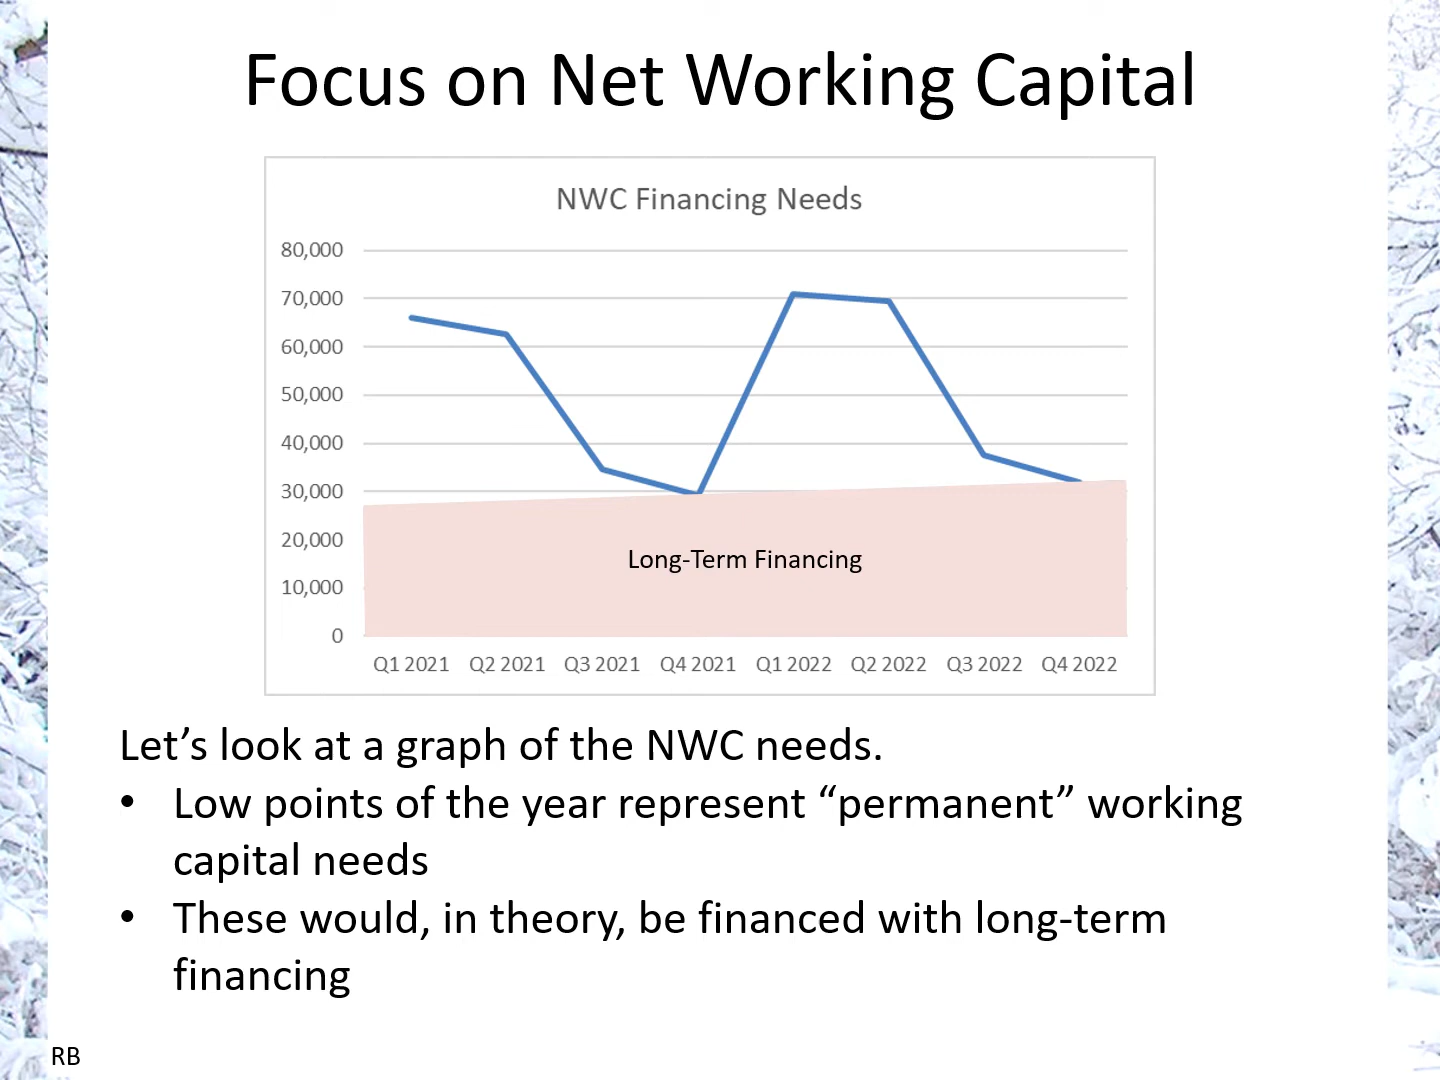 Focus on Net Working Capital
NWC Financing Needs
80,000
70,000
60,000
50,000
40,000
30,000
20,000
10,000
0
Long-Term Financing
Q1 2021 Q2 2021 Q3 2021 Q4 2021 Q1 2022 Q2 2022 Q3 2022 Q4 2022
Let’s look at a graph of the NWC needs.
• Low points of the year represent “permanent” working
capital needs
• These would, in theory, be financed with long-term
financing
RB